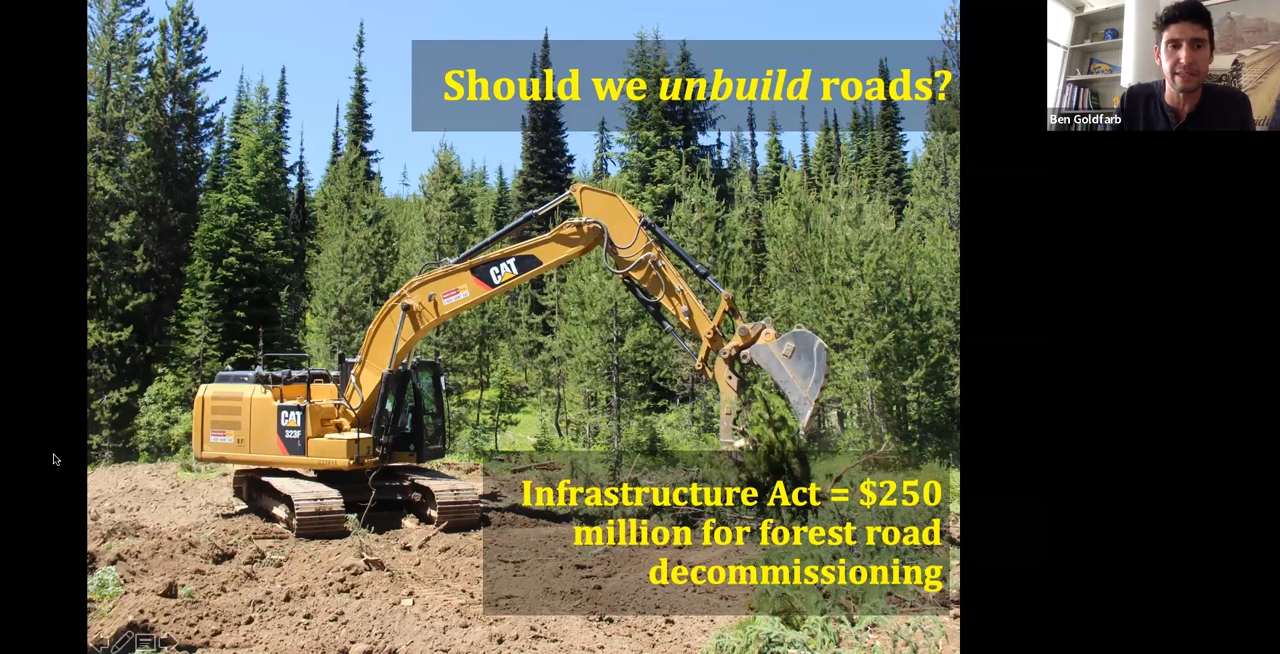 Should we unbuild roads?
Ben Goldfarb
CAT
CAT
323F
L
Infrastructure Act = $250
million for forest road
decommissioning